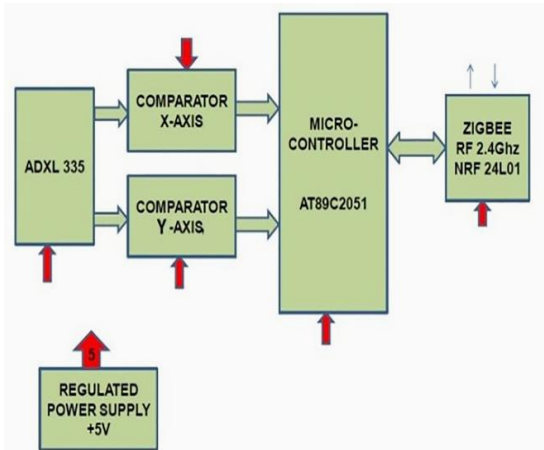 ADXL 335
COMPARATOR
X-AXIS
COMPARATOR
Y-AXIS,
MICRO-
CONTROLLER
AT89C2051
ZIGBEE
RF 2.4Ghz
NRF 24L01
5
REGULATED
POWER SUPPLY
+5V